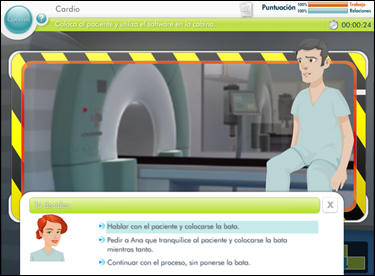 Opciones
?
Cardio
Puntuación
100% Trabajo
100% Relaciones
Coloca al paciente y utiliza el software en la cabina.
00:00:24
Tú decides:
X
Hablar con el paciente y colocarse la bata.
Pedir a Ana que tranquilice al paciente y colocarse la bata
mientras tanto.
Continuar con el proceso, sin ponerse la bata.